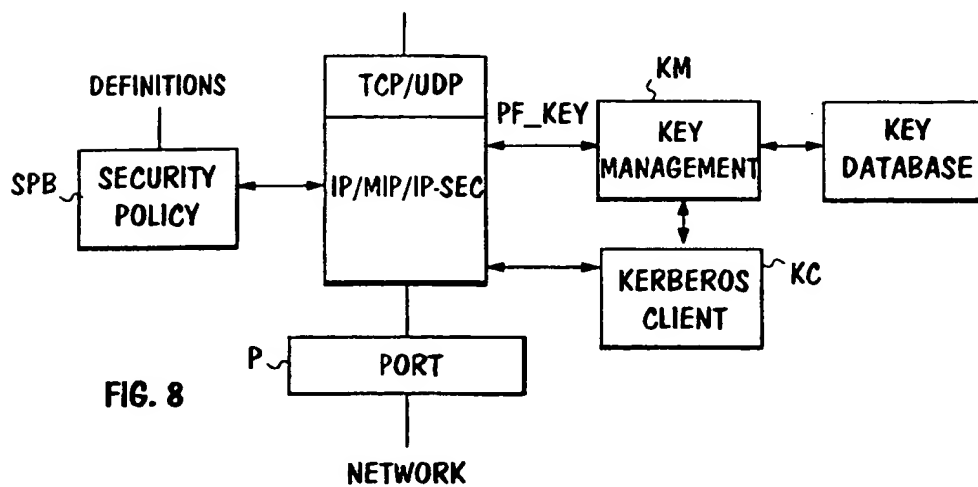 DEFINITIONS
SPB
SECURITY
POLICY
TCP/UDP
IP/MIP/IP-SEC
PF_KEY
KM
KEY
MANAGEMENT
KEY
DATABASE
KERBEROS
CLIENT
KC
P
PORT
FIG. 8
NETWORK